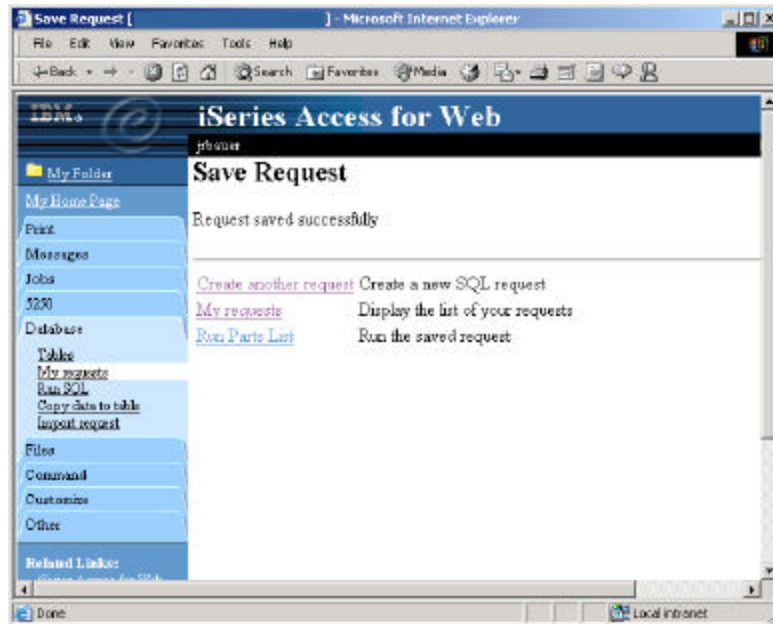 Save Request [ ] - Microsoft Internet Explorer
File Edit View Favorites Tools Help
Back Search Favorites Media
IBM
iSeries Access for Web
My Folder
Save Request
My Home Page
Request saved successfully
Print
Messages
Jobs
Create another request Create a new SQL request
5250
My requests Display the list of your requests
Database
Run Parts List Run the saved request
Tables
My requests
Run SQL
Copy data to table
Import request
Files
Command
Customize
Other
Related Links:
iSeries Access for Web
Done Local intranet